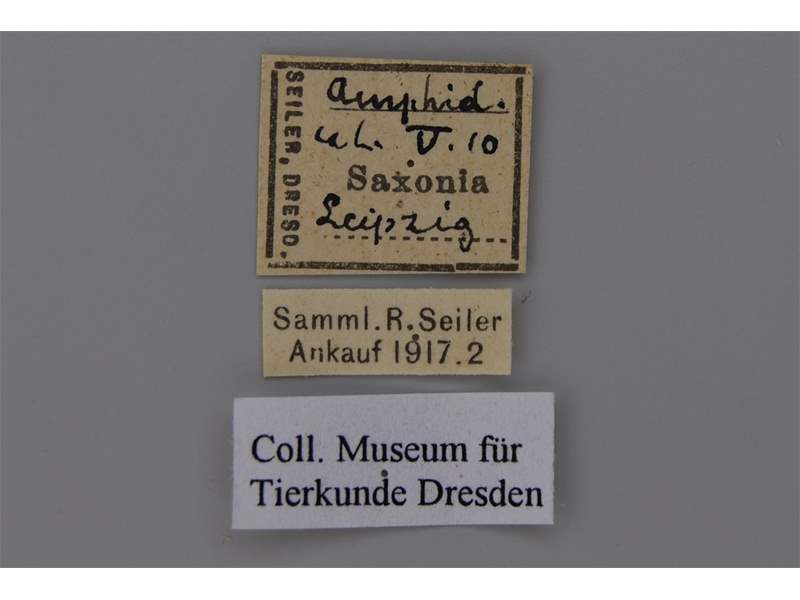 SEILER, DRESD.
Amphid.
V.10
Saxonia
Leipzig
Samml. R. Seiler
Ankauf 1917. 2
Coll. Museum für
Tierkunde Dresden